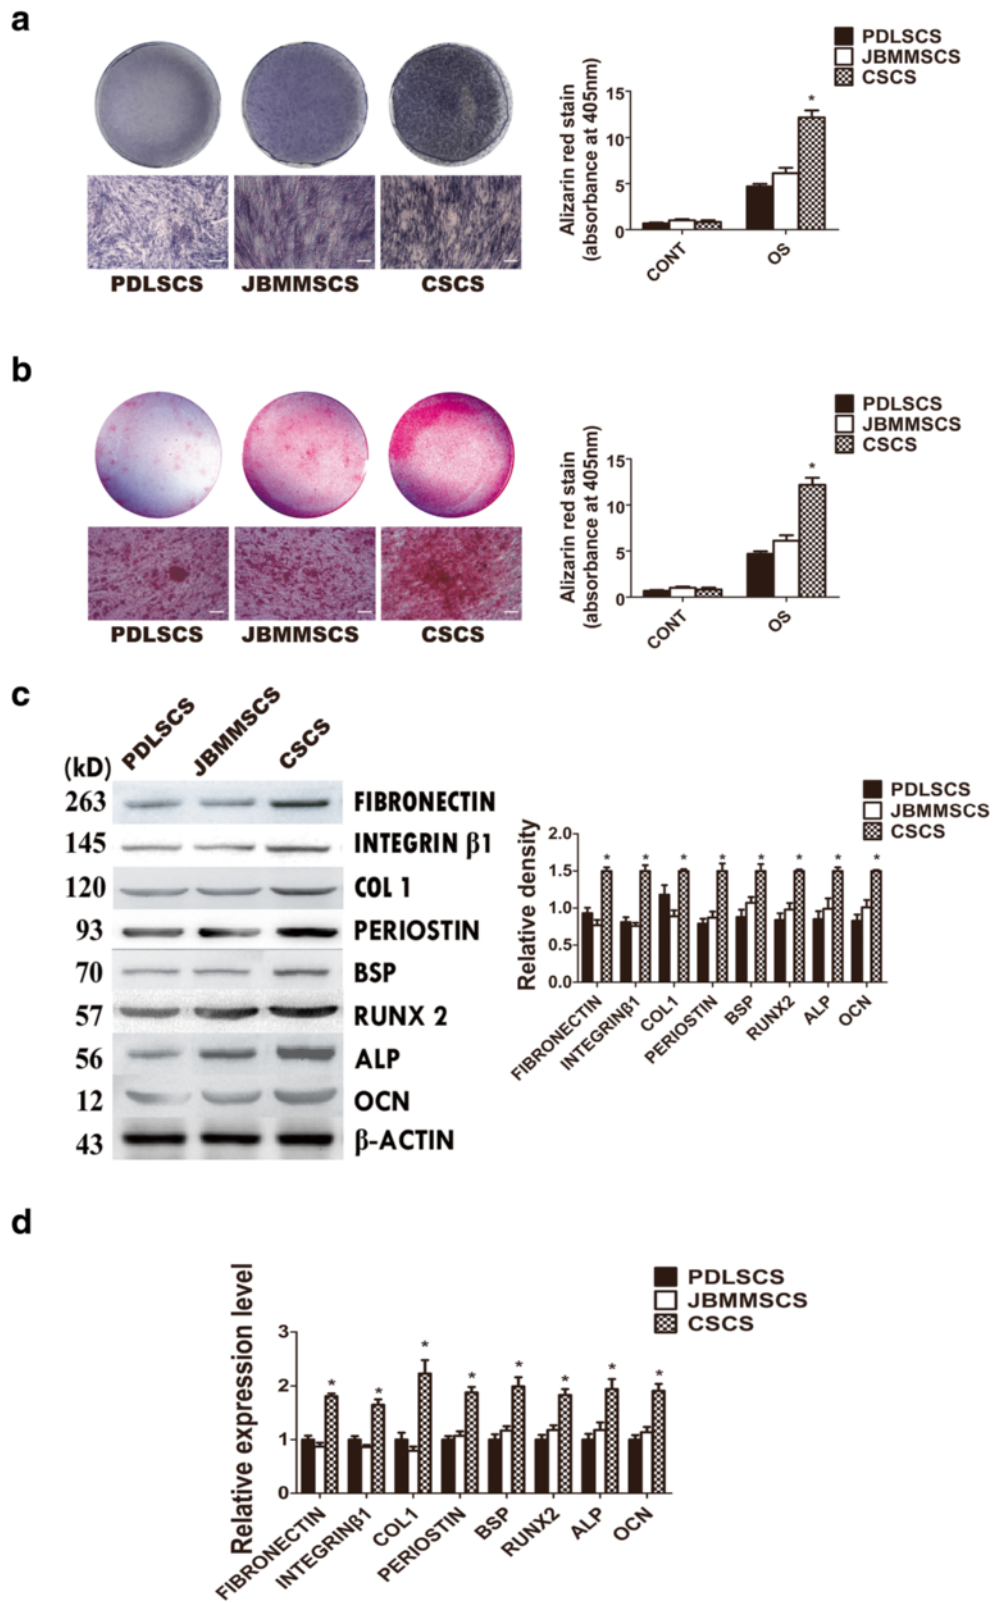 a
PDLSCS
JBMMSCS
CSCS
Alizarin red stain
(absorbance at 405nm)
15
10
5
0
*
CONT
OS
PDLSCS
JBMMSCS
CSCS
b
PDLSCS
JBMMSCS
CSCS
Alizarin red stain
(absorbance at 405nm)
15
10
5
0
*
CONT
OS
PDLSCS
JBMMSCS
CSCS
c
PDLSCS
JBMMSCS
CSCS
(kD)
263 FIBRONECTIN
145 INTEGRIN β1
120 COL 1
93 PERIOSTIN
70 BSP
57 RUNX 2
56 ALP
12 OCN
43 β-ACTIN
PDLSCS
JBMMSCS
CSCS
Relative density
2.0
1.5
1.0
0.5
0.0
* * * * * * * *
FIBRONECTIN
INTEGRINβ1
COL1
PERIOSTIN
BSP
RUNX2
ALP
OCN
d
PDLSCS
JBMMSCS
CSCS
Relative expression level
3
2
1
0
* * * * * * * *
FIBRONECTIN
INTEGRINβ1
COL1
PERIOSTIN
BSP
RUNX2
ALP
OCN